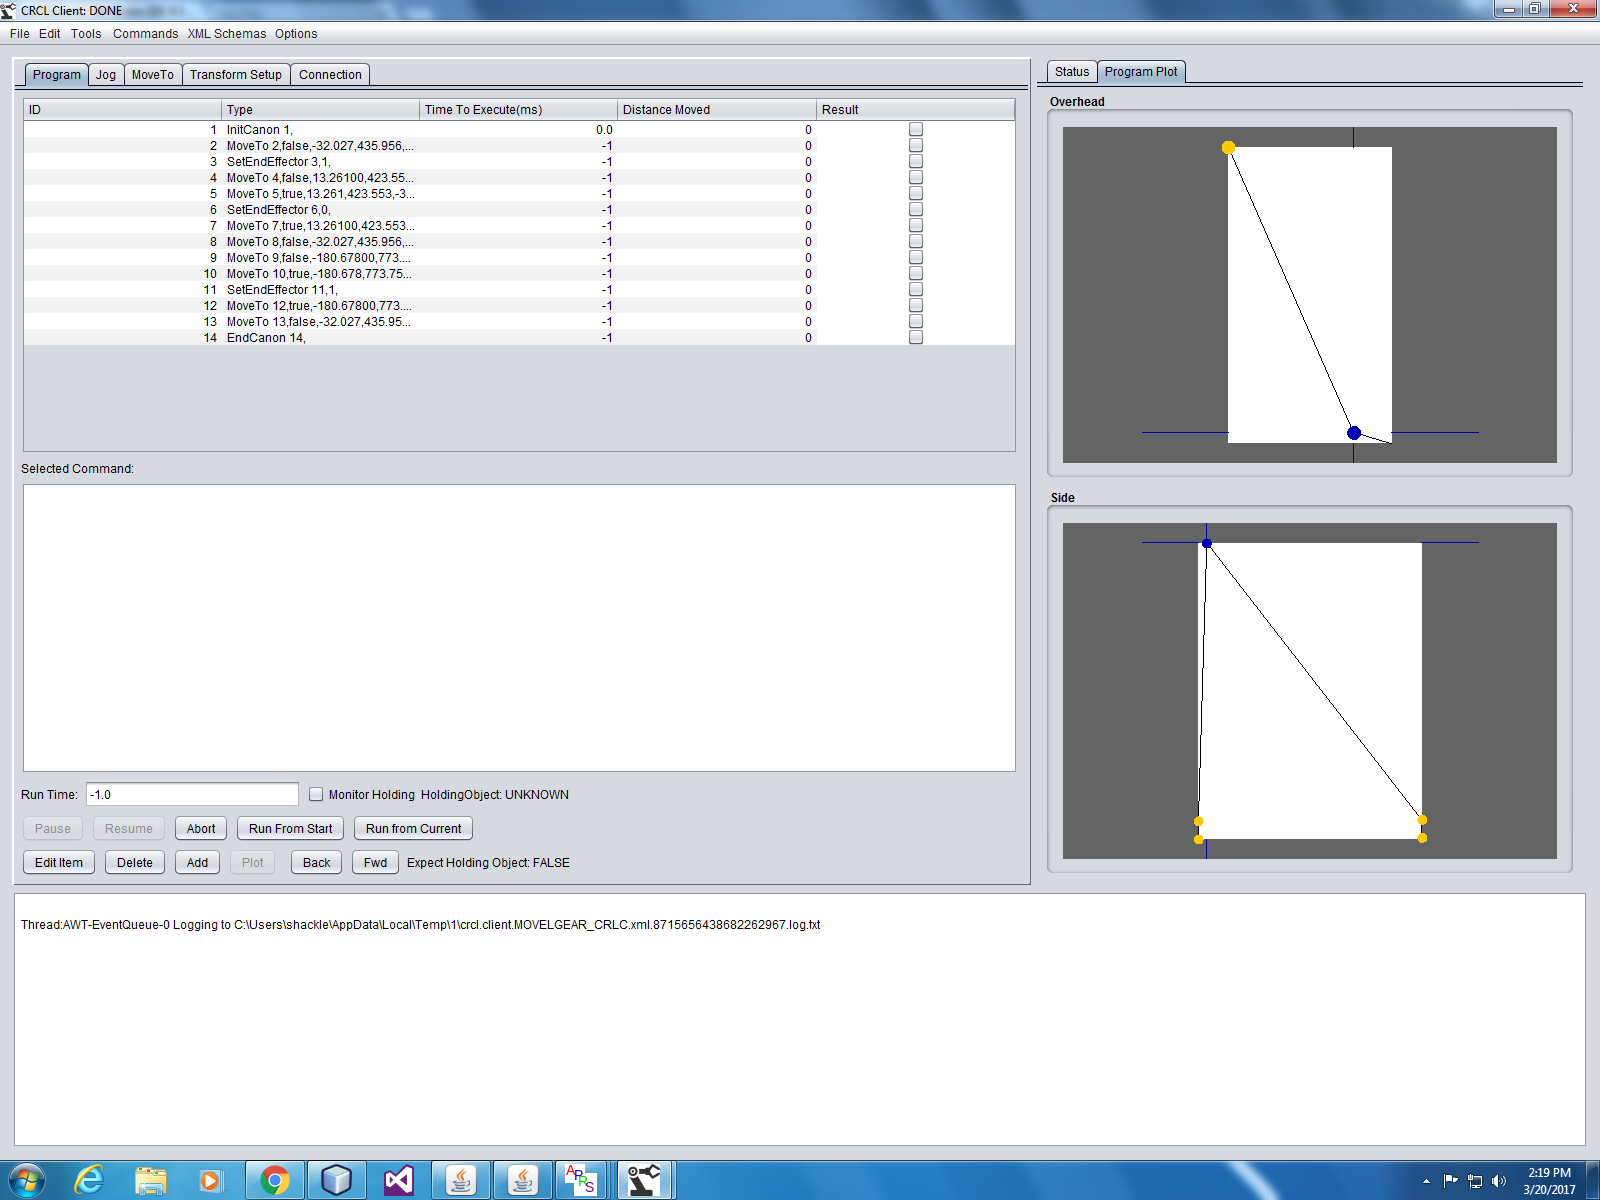 CRCL Client: DONE
File Edit Tools Commands XML Schemas Options
Program Jog MoveTo Transform Setup Connection
ID Type Time To Execute(ms) Distance Moved Result
1 InitCanon 1, 0.0 0
2 MoveTo 2,false,-32.027,435.956,... -1 0
3 SetEndEffector 3,1, -1 0
4 MoveTo 4,false,13.26100,423.55... -1 0
5 MoveTo 5,true,13.261,423.553,-3... -1 0
6 SetEndEffector 6,0, -1 0
7 MoveTo 7,true,13.26100,423.553... -1 0
8 MoveTo 8,false,-32.027,435.956,... -1 0
9 MoveTo 9,false,-180.67800,773.... -1 0
10 MoveTo 10,true,-180.678,773.75... -1 0
11 SetEndEffector 11,1, -1 0
12 MoveTo 12,true,-180.67800,773.... -1 0
13 MoveTo 13,false,-32.027,435.95... -1 0
14 EndCanon 14, -1 0
Selected Command:
Run Time: -1.0 Monitor Holding HoldingObject: UNKNOWN
Pause Resume Abort Run From Start Run from Current
Edit Item Delete Add Plot Back Fwd Expect Holding Object: FALSE
Status Program Plot
Overhead
Side
Thread:AWT-EventQueue-0 Logging to C:\Users\shackle\AppData\Local\Temp\1\crcl.client.MOVELGEAR_CRLC.xml.8715656438682262967.log.txt
A P R S
2:19 PM
3/20/2017